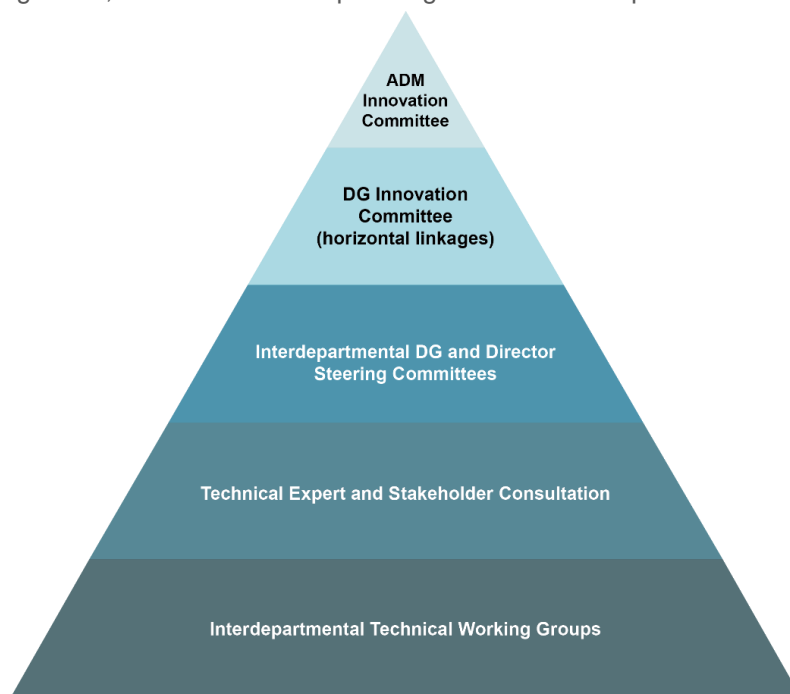 ADM
Innovation
Committee
DG Innovation
Committee
(horizontal linkages)
Interdepartmental DG and Director
Steering Committees
Technical Expert and Stakeholder Consultation
Interdepartmental Technical Working Groups